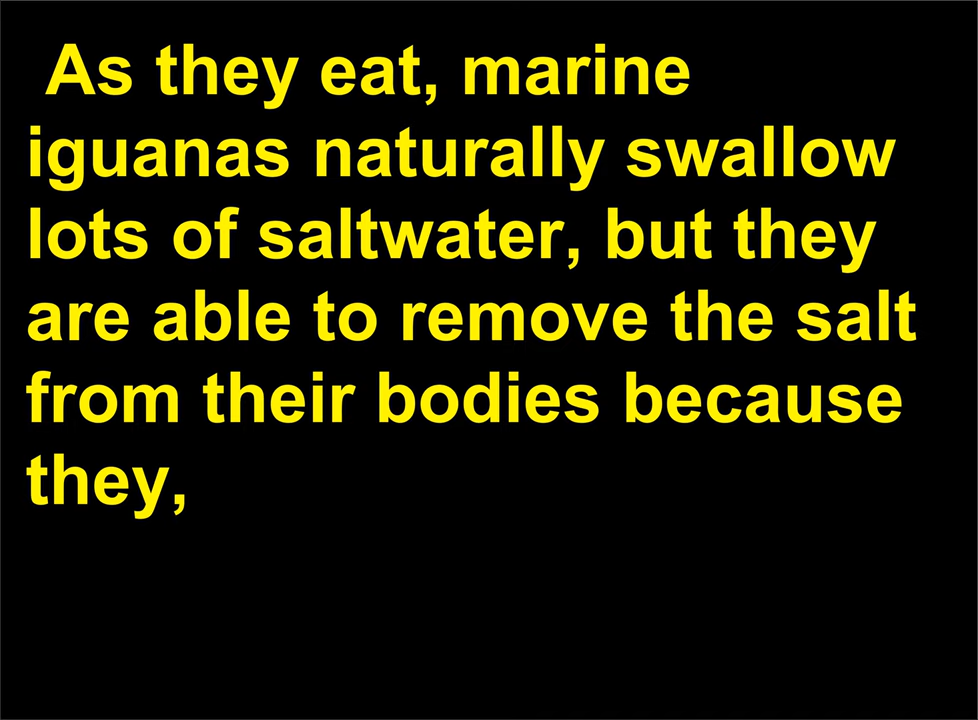 As they eat, marine
iguanas naturally swallow
lots of saltwater, but they
are able to remove the salt
from their bodies because
they,